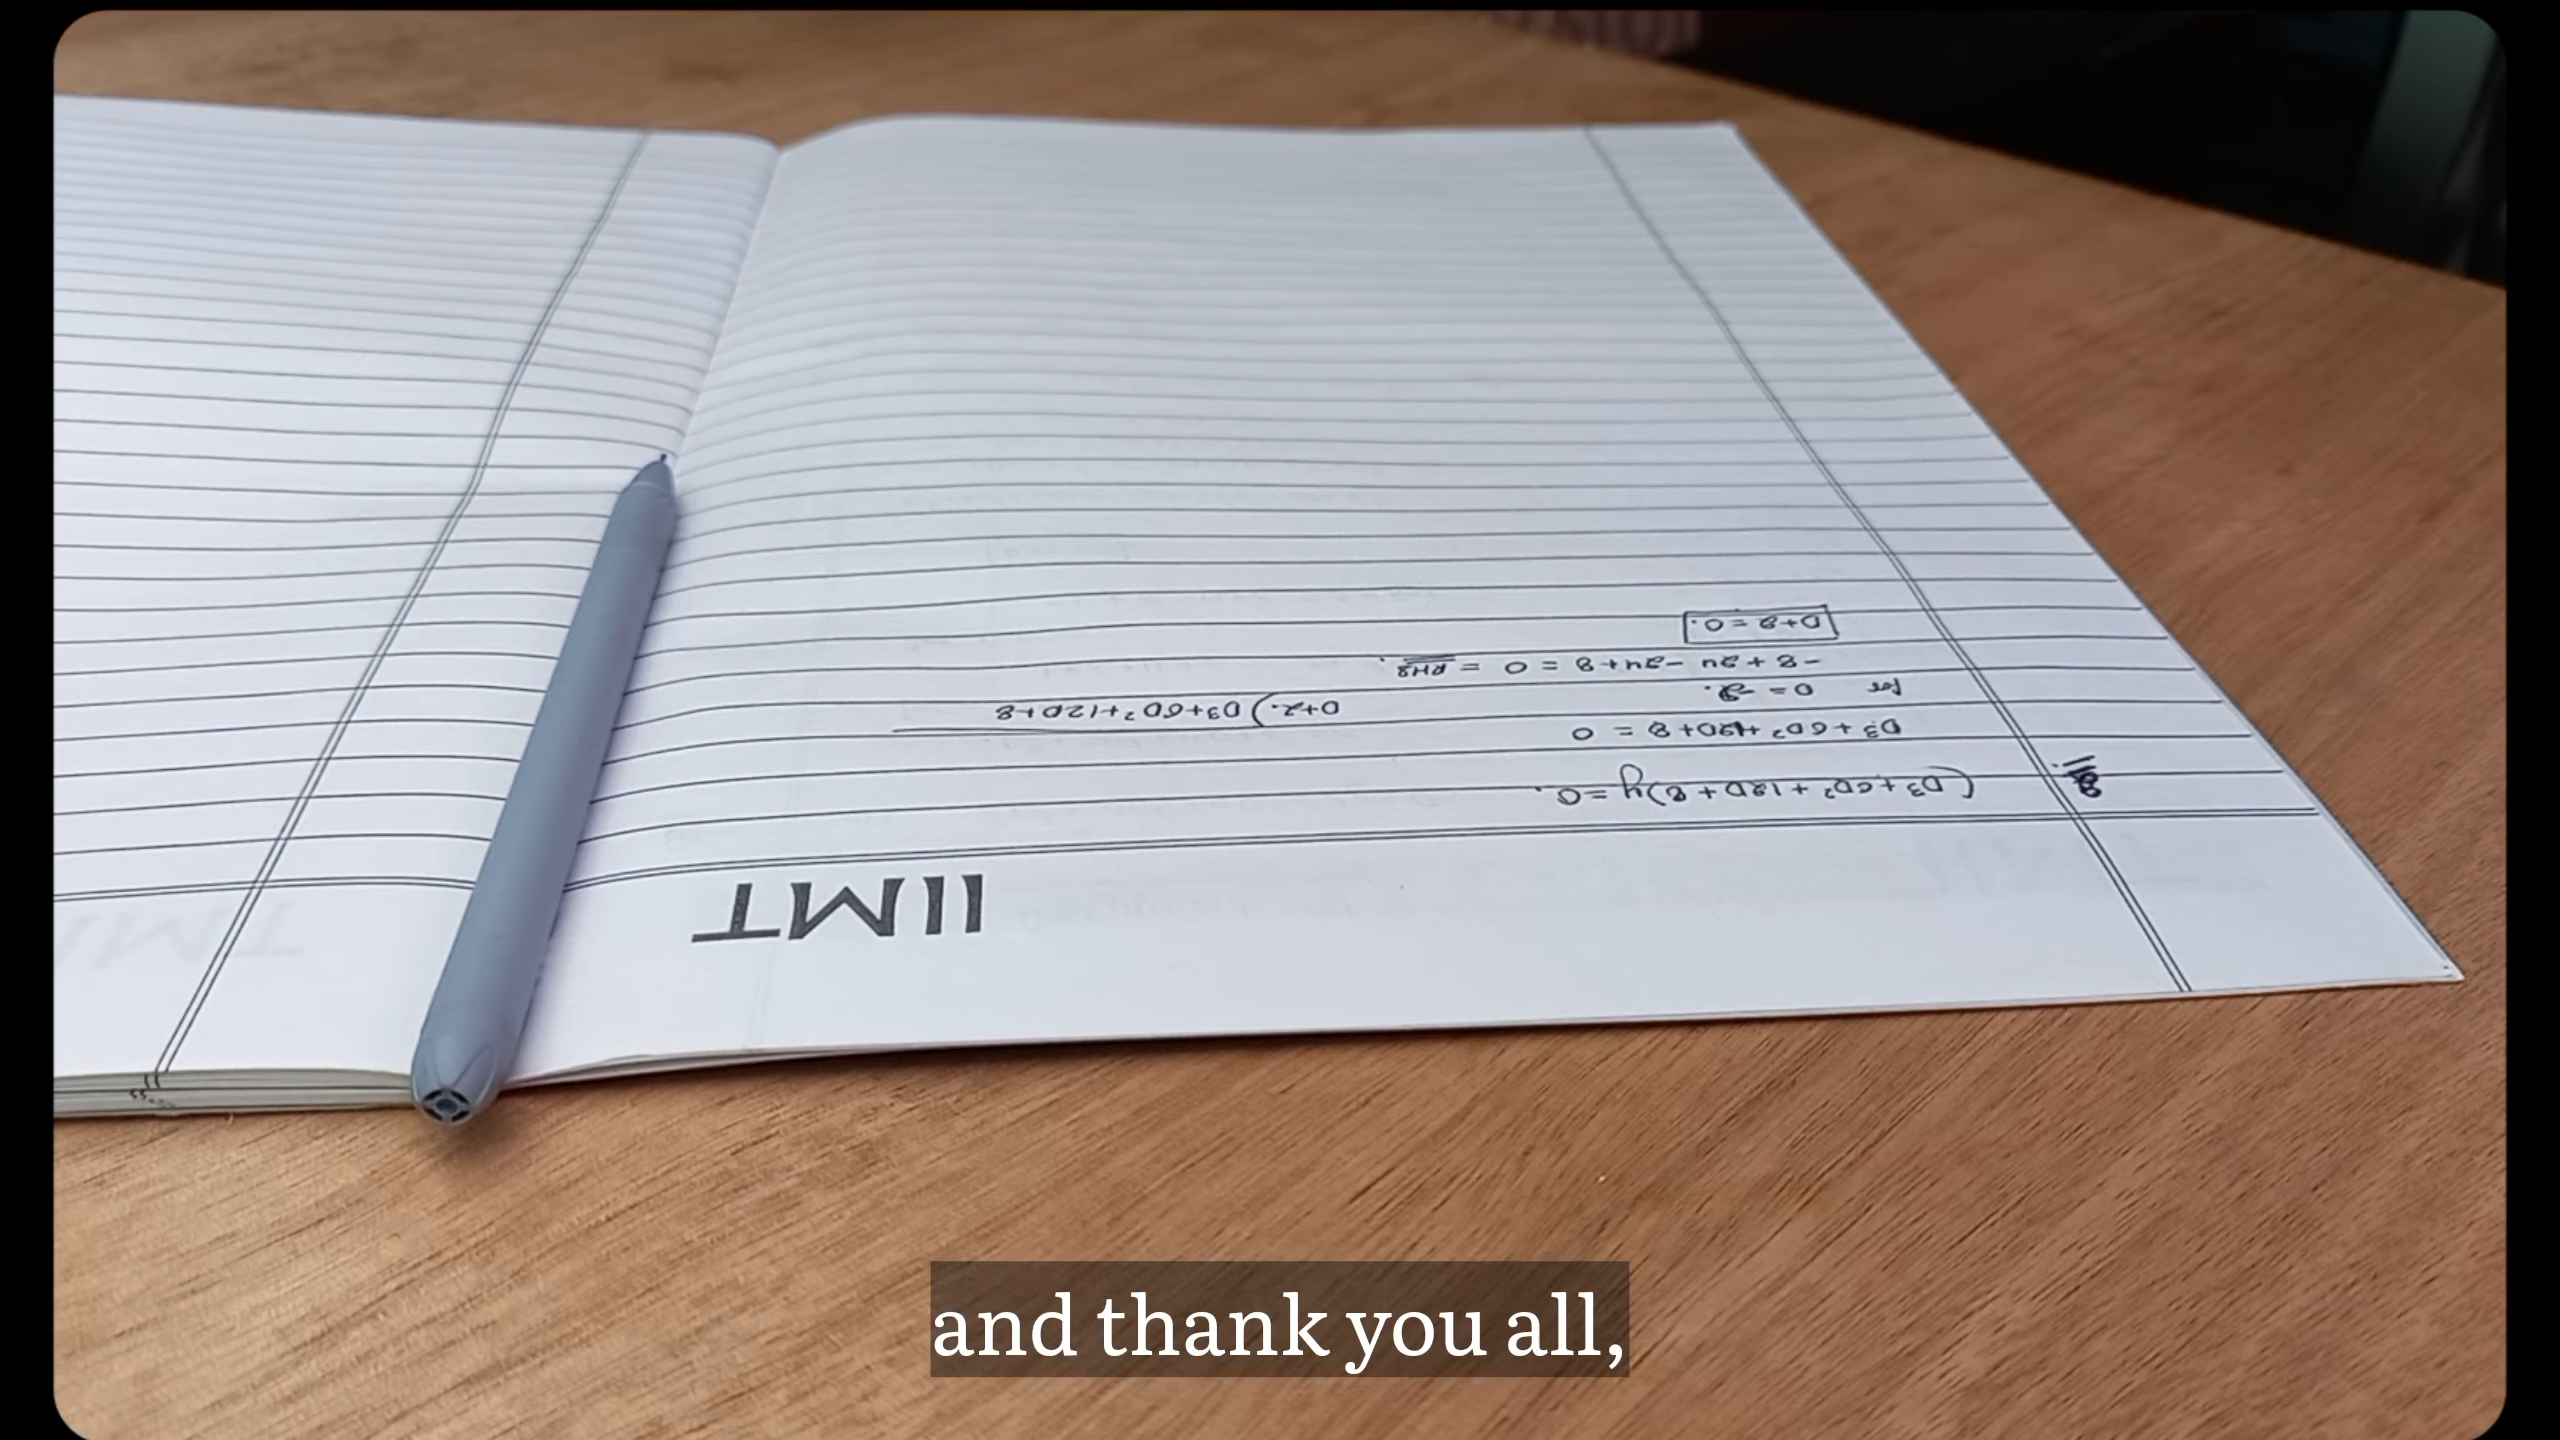 IIMT
Q11.
(D3+6D²+12D+8)y=0.
D3+6D²+12D+8 = 0
for D = -2.
D+2.) D3+6D²+12D+8
-8+24-24+8 = 0 = RHS.
D+2=0.
and thank you all,